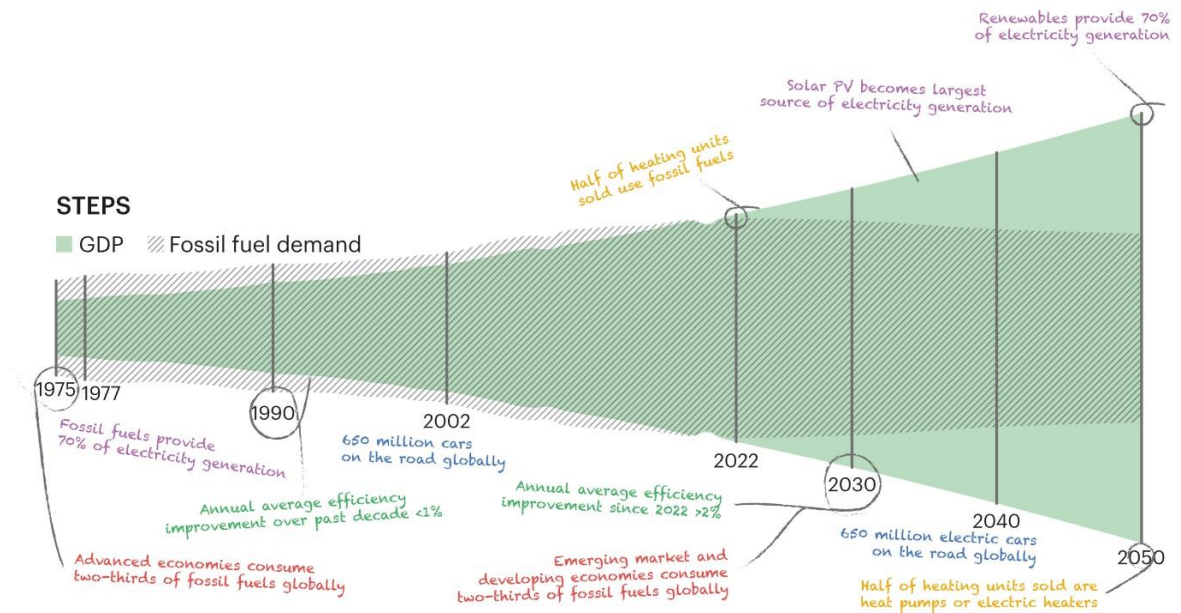 Renewables provide 70%
of electricity generation
Solar PV becomes largest
source of electricity generation
Half of heating units
sold use fossil fuels
STEPS
GDP
Fossil fuel demand
1975
1977
1990
2002
2022
2030
2040
2050
Fossil fuels provide
70% of electricity generation
650 million cars
on the road globally
Annual average efficiency
improvement over past decade <1%
Annual average efficiency
improvement since 2022 >2%
650 million electric cars
on the road globally
Advanced economies consume
two-thirds of fossil fuels globally
Emerging market and
developing economies consume
two-thirds of fossil fuels globally
Half of heating units sold are
heat pumps or electric heaters